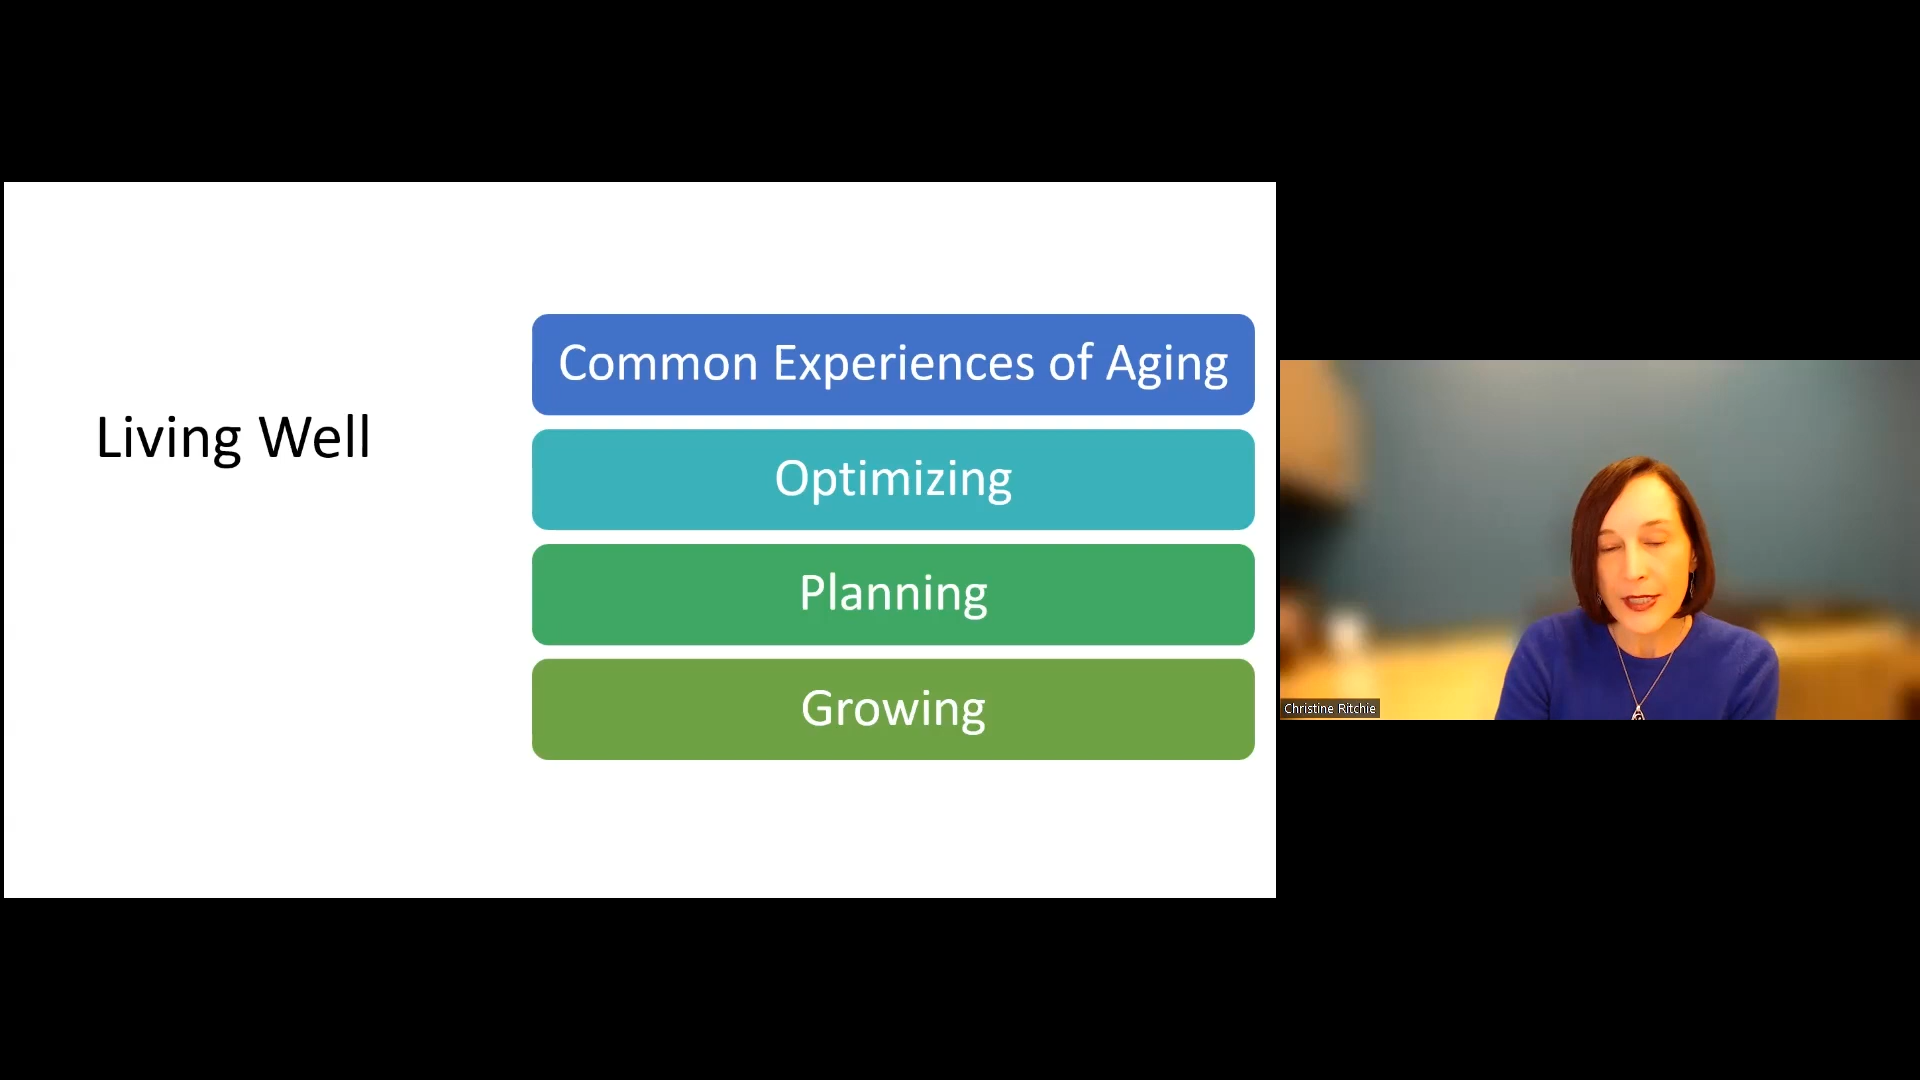 Living Well
Common Experiences of Aging
Optimizing
Planning
Growing
Christine Ritchie